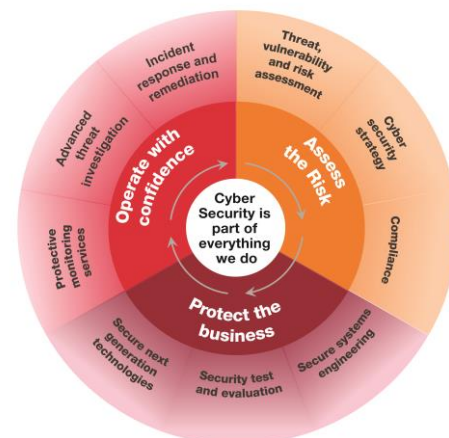 Incident
response and
remediation
Threat,
vulnerability
and risk
assessment
Advanced
threat
investigation
Cyber
security
strategy
Operate with
confidence
Assess
the Risk
Cyber
Security is
part of
everything
we do
Protective
monitoring
services
Compliance
Protect the
business
Secure next
generation
technologies
Security test
and evaluation
Secure systems
engineering